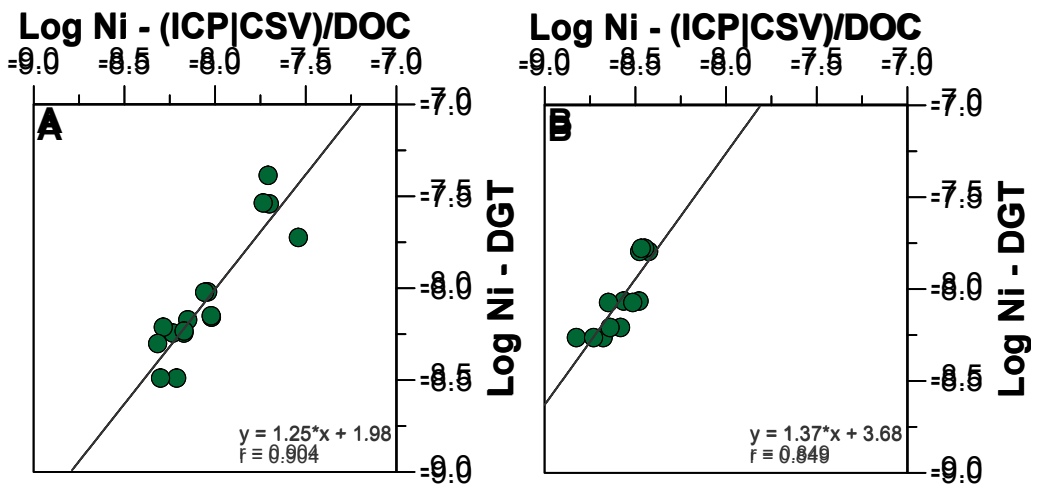 Log Ni - (ICP|CSV)/DOC
-9.0 -8.5 -8.0 -7.5 -7.0
A
-7.0
-7.5
-8.0
-8.5
-9.0
Log Ni - DGT
y = 1.25*x + 1.98
r = 0.904
Log Ni - (ICP|CSV)/DOC
-9.0 -8.5 -8.0 -7.5 -7.0
B
-7.0
-7.5
-8.0
-8.5
-9.0
Log Ni - DGT
y = 1.37*x + 3.68
r = 0.849